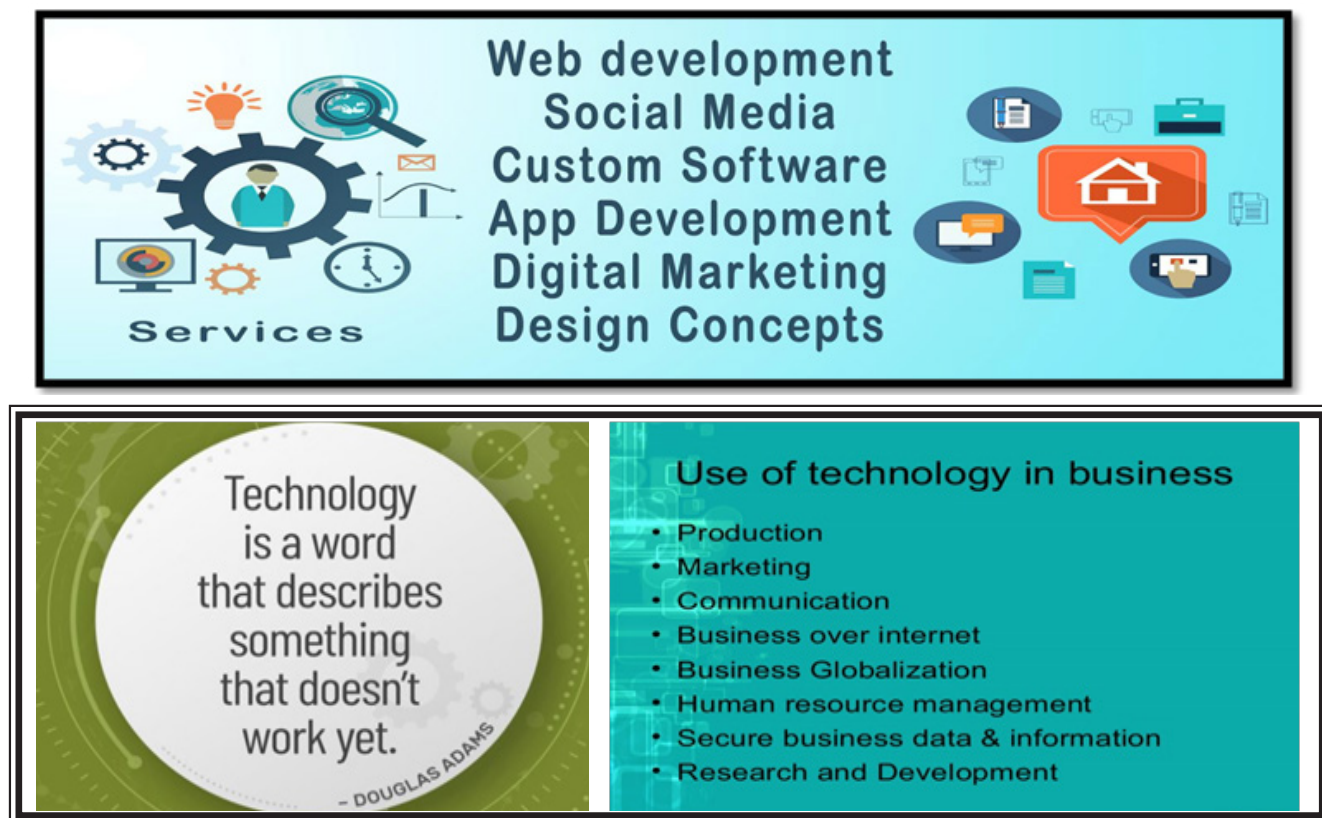 Web development
Social Media
Custom Software
App Development
Digital Marketing
Design Concepts
Services
Technology
is a word
that describes
something
that doesn't
work yet.
– DOUGLAS ADAMS
Use of technology in business
• Production
• Marketing
• Communication
• Business over internet
• Business Globalization
• Human resource management
• Secure business data & information
• Research and Development